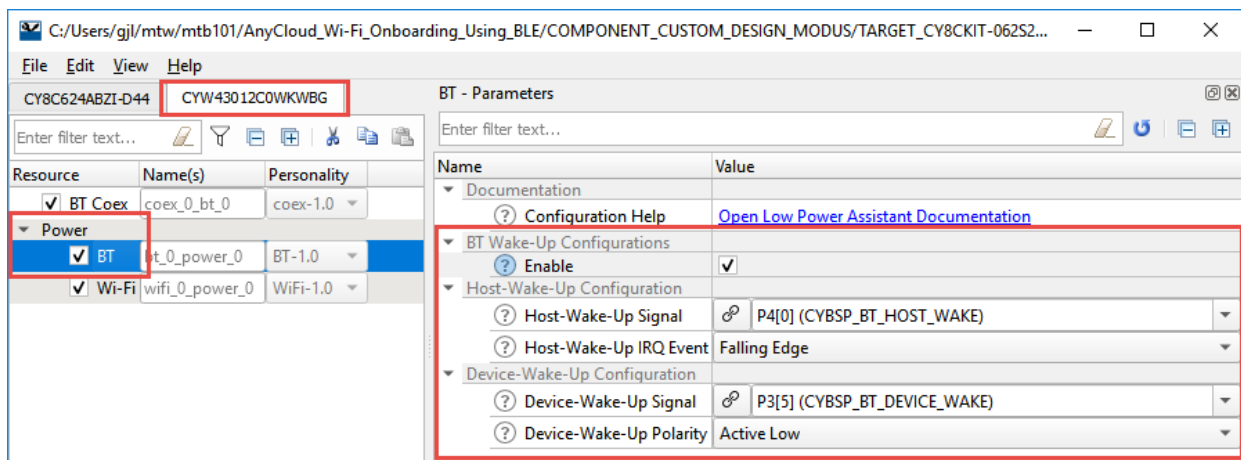 C:/Users/gjl/mtw/mtb101/AnyCloud_Wi-Fi_Onboarding_Using_BLE/COMPONENT_CUSTOM_DESIGN_MODUS/TARGET_CY8CKIT-062S2...
File Edit View Help
CY8C624ABZI-D44 CYW43012C0WKWBG
Enter filter text...
Resource Name(s) Personality
BT Coex coex_0_bt_0 coex-1.0
Power
BT bt_0_power_0 BT-1.0
Wi-Fi wifi_0_power_0 WiFi-1.0
BT - Parameters
Enter filter text...
Name Value
Documentation
? Configuration Help Open Low Power Assistant Documentation
BT Wake-Up Configurations
? Enable
Host-Wake-Up Configuration
? Host-Wake-Up Signal P4[0] (CYBSP_BT_HOST_WAKE)
? Host-Wake-Up IRQ Event Falling Edge
Device-Wake-Up Configuration
? Device-Wake-Up Signal P3[5] (CYBSP_BT_DEVICE_WAKE)
? Device-Wake-Up Polarity Active Low